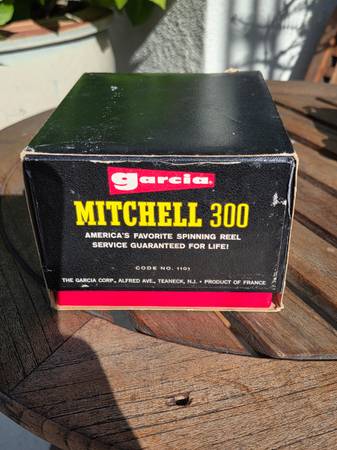 garcia.
MITCHELL 300
AMERICA'S FAVORITE SPINNING REEL
SERVICE GUARANTEED FOR LIFE!
CODE NO. 1101
THE GARCIA CORP., ALFRED AVE., TEANECK, N.J. • PRODUCT OF FRANCE